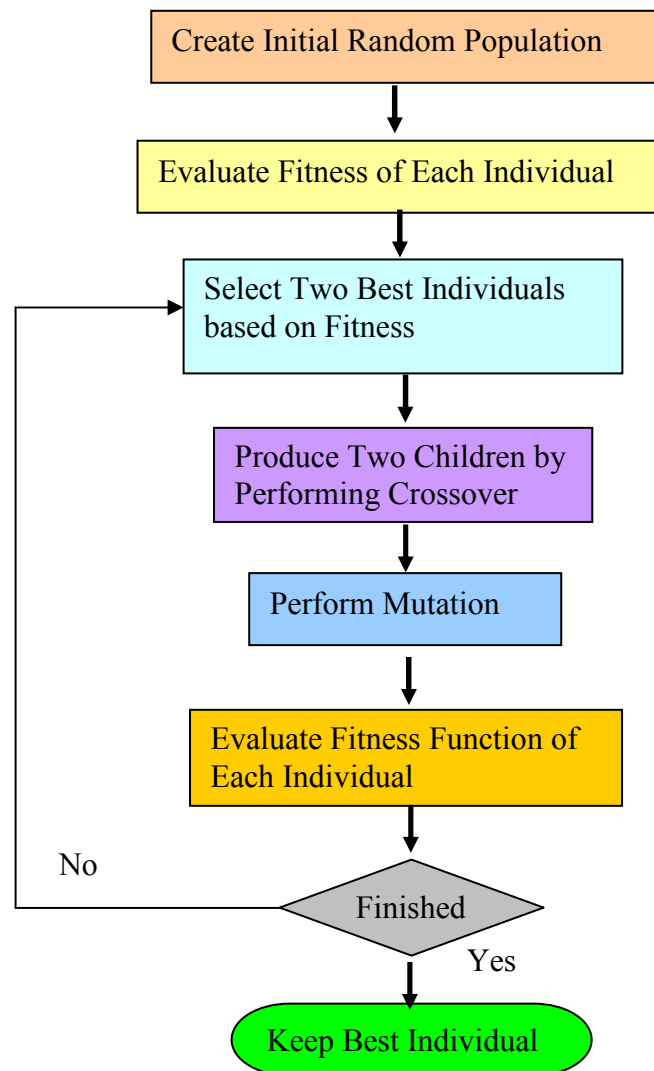 Create Initial Random Population
Evaluate Fitness of Each Individual
Select Two Best Individuals
based on Fitness
Produce Two Children by
Performing Crossover
Perform Mutation
Evaluate Fitness Function of
Each Individual
No
Finished
Yes
Keep Best Individual